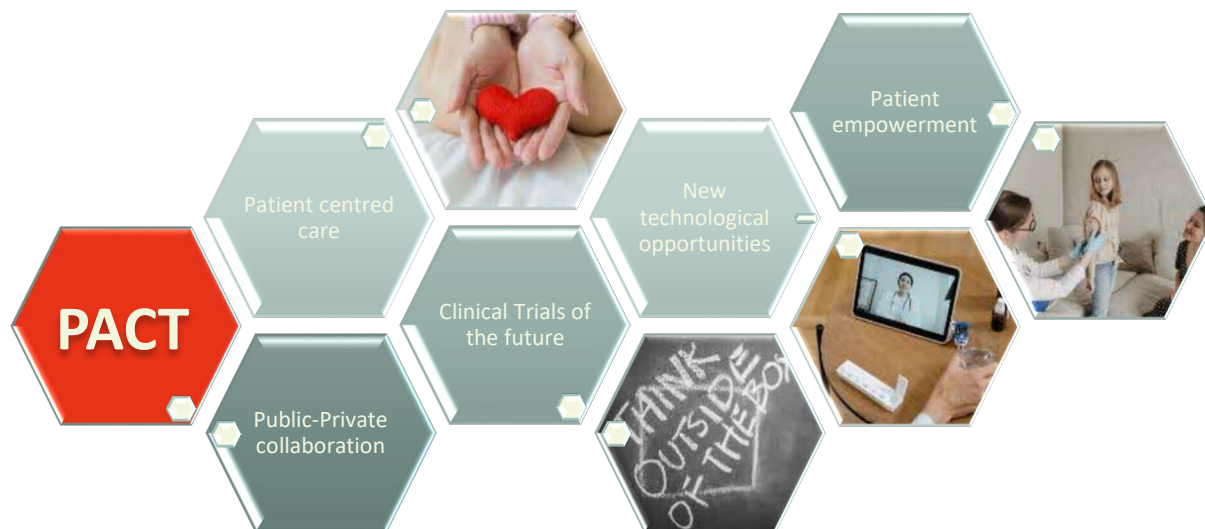 PACT
Patient centred
care
Public-Private
collaboration
Clinical Trials of
the future
New
technological
opportunities
THINK
OUTSIDE
OF THE BOX
Patient
empowerment